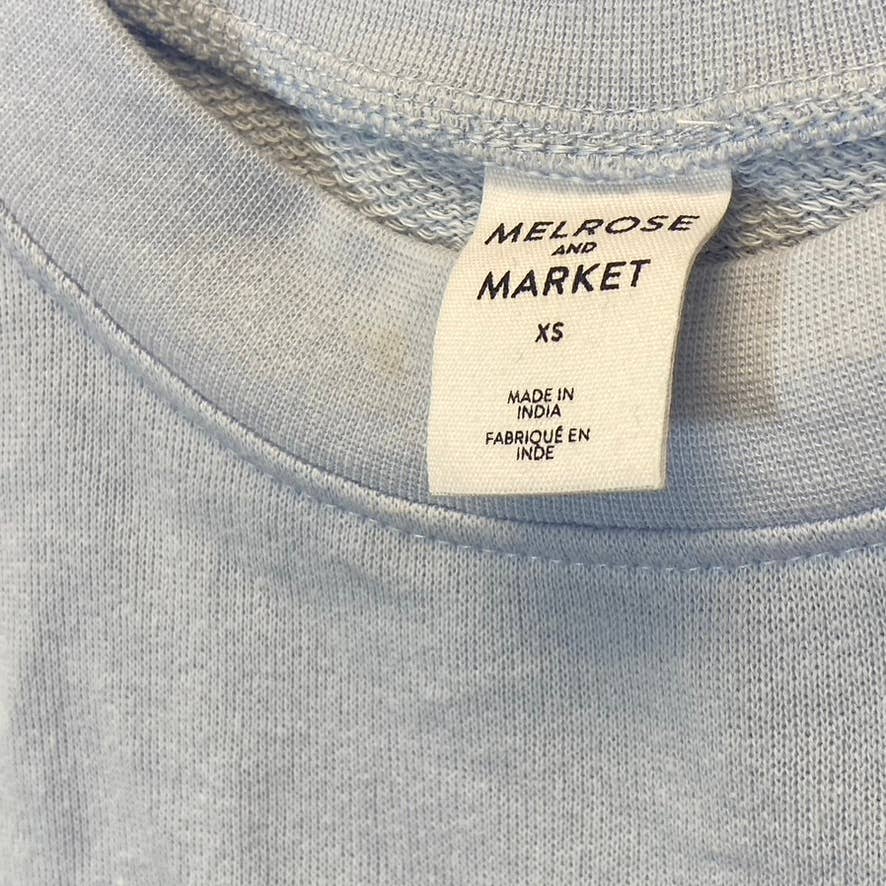 MELROSE
AND
MARKET
XS
MADE IN
INDIA
FABRIQUÉ EN
INDE